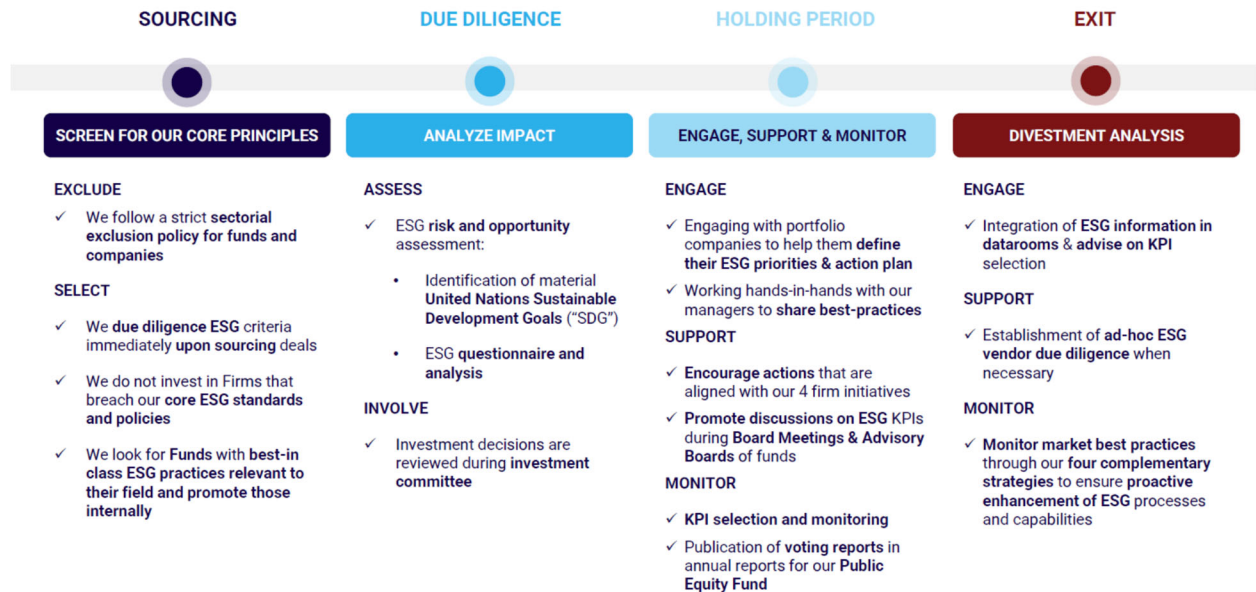 SOURCING
DUE DILIGENCE
HOLDING PERIOD
EXIT
SCREEN FOR OUR CORE PRINCIPLES
ANALYZE IMPACT
ENGAGE, SUPPORT & MONITOR
DIVESTMENT ANALYSIS
EXCLUDE
✓ We follow a strict sectorial
exclusion policy for funds and
companies
SELECT
✓ We due diligence ESG criteria
immediately upon sourcing deals
✓ We do not invest in Firms that
breach our core ESG standards
and policies
✓ We look for Funds with best-in
class ESG practices relevant to
their field and promote those
internally
ASSESS
✓ ESG risk and opportunity
assessment:
• Identification of material
United Nations Sustainable
Development Goals (“SDG”)
• ESG questionnaire and
analysis
INVOLVE
✓ Investment decisions are
reviewed during investment
committee
ENGAGE
✓ Engaging with portfolio
companies to help them define
their ESG priorities & action plan
✓ Working hands-in-hands with our
managers to share best-practices
SUPPORT
✓ Encourage actions that are
aligned with our 4 firm initiatives
✓ Promote discussions on ESG KPIs
during Board Meetings & Advisory
Boards of funds
MONITOR
✓ KPI selection and monitoring
✓ Publication of voting reports in
annual reports for our Public
Equity Fund
ENGAGE
✓ Integration of ESG information in
datarooms & advise on KPI
selection
SUPPORT
✓ Establishment of ad-hoc ESG
vendor due diligence when
necessary
MONITOR
✓ Monitor market best practices
through our four complementary
strategies to ensure proactive
enhancement of ESG processes
and capabilities